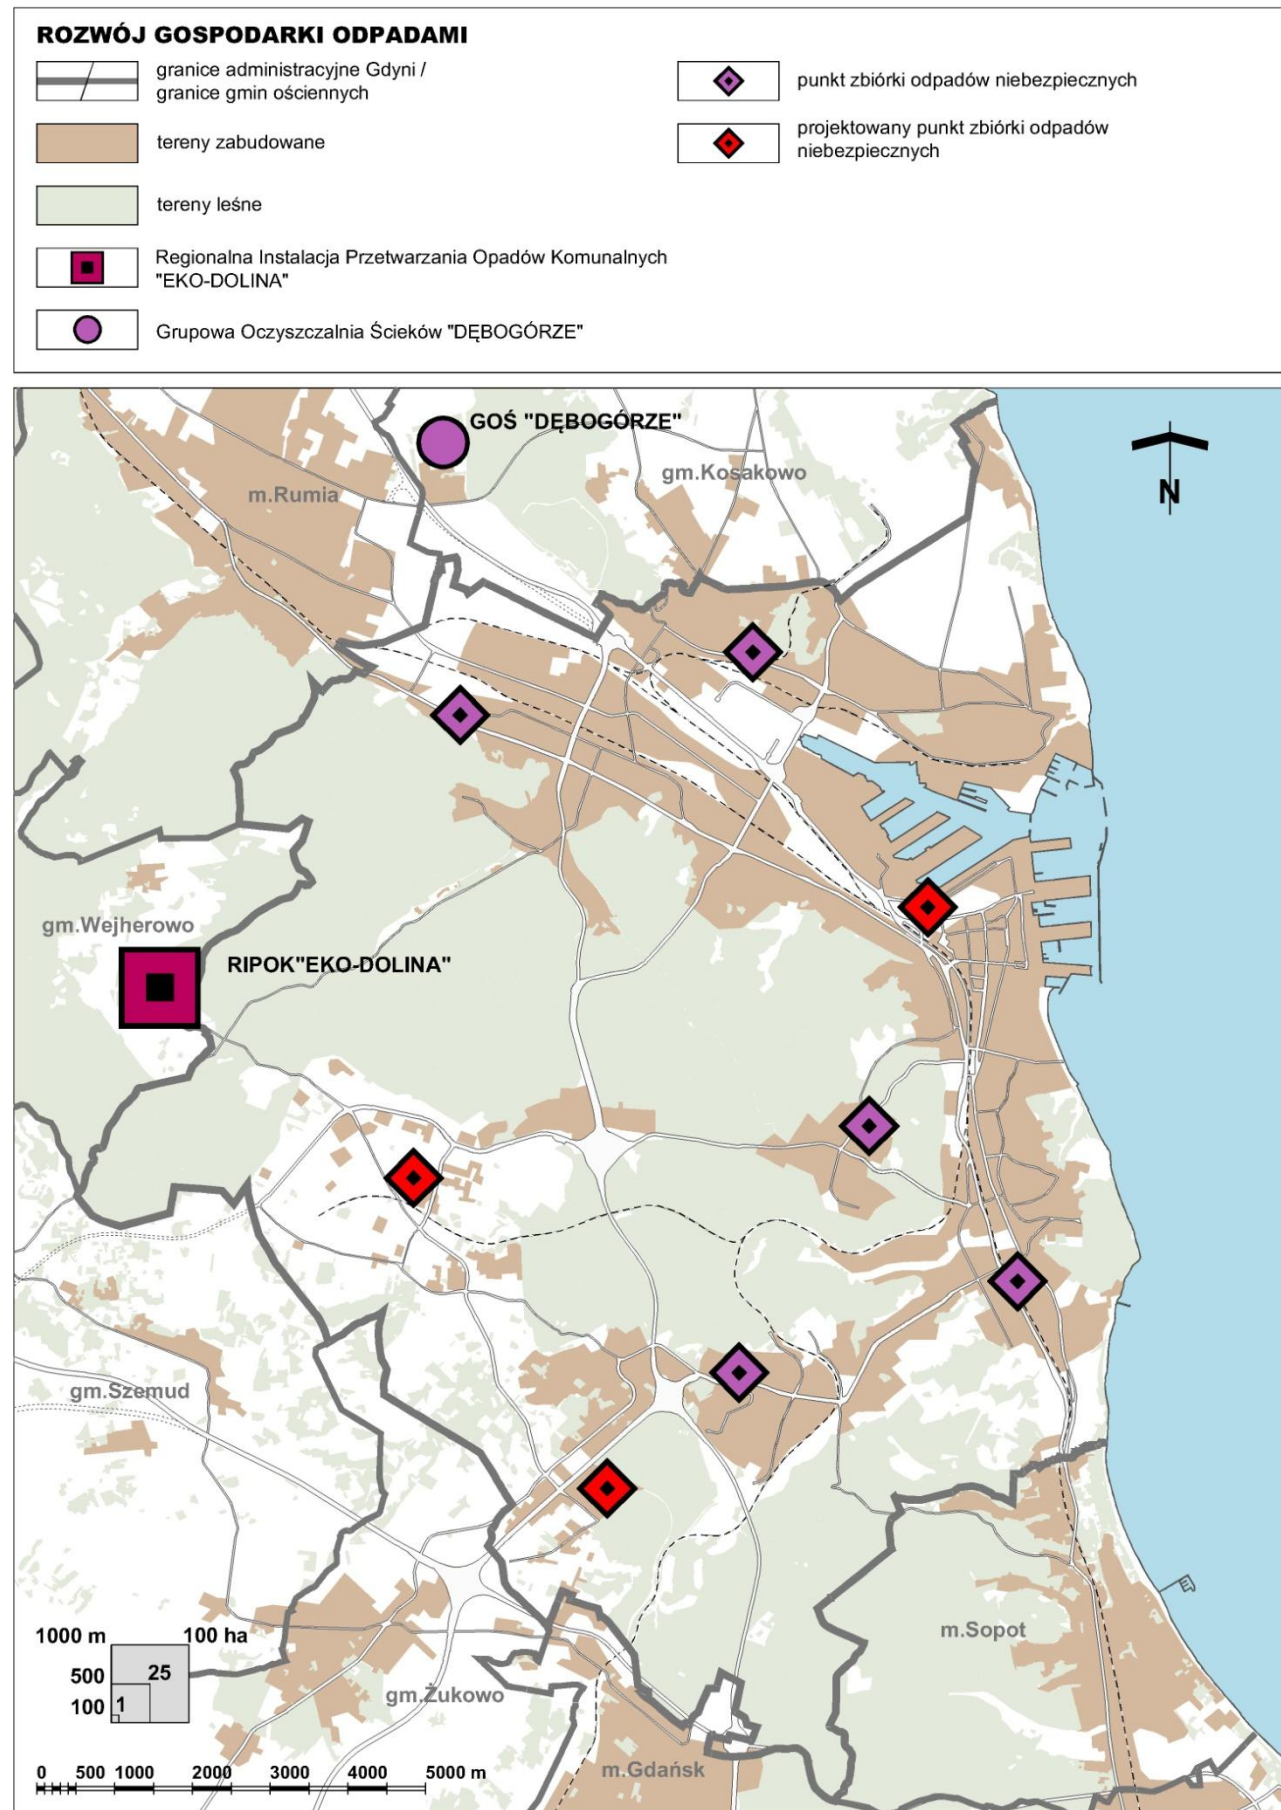 ROZWÓJ GOSPODARKI ODPADAMI
granice administracyjne Gdyni /
granice gmin ościennych
tereny zabudowane
tereny leśne
Regionalna Instalacja Przetwarzania Opadów Komunalnych
"EKO-DOLINA"
Grupowa Oczyszczalnia Ścieków "DĘBOGÓRZE"
punkt zbiórki odpadów niebezpiecznych
projektowany punkt zbiórki odpadów
niebezpiecznych
GOŚ "DĘBOGÓRZE"
gm.Kosakowo
m.Rumia
N
gm.Wejherowo
RIPOK"EKO-DOLINA"
gm.Szemud
m.Sopot
gm.Żukowo
m.Gdańsk
1000 m 100 ha
500 25
100 1
0 500 1000 2000 3000 4000 5000 m